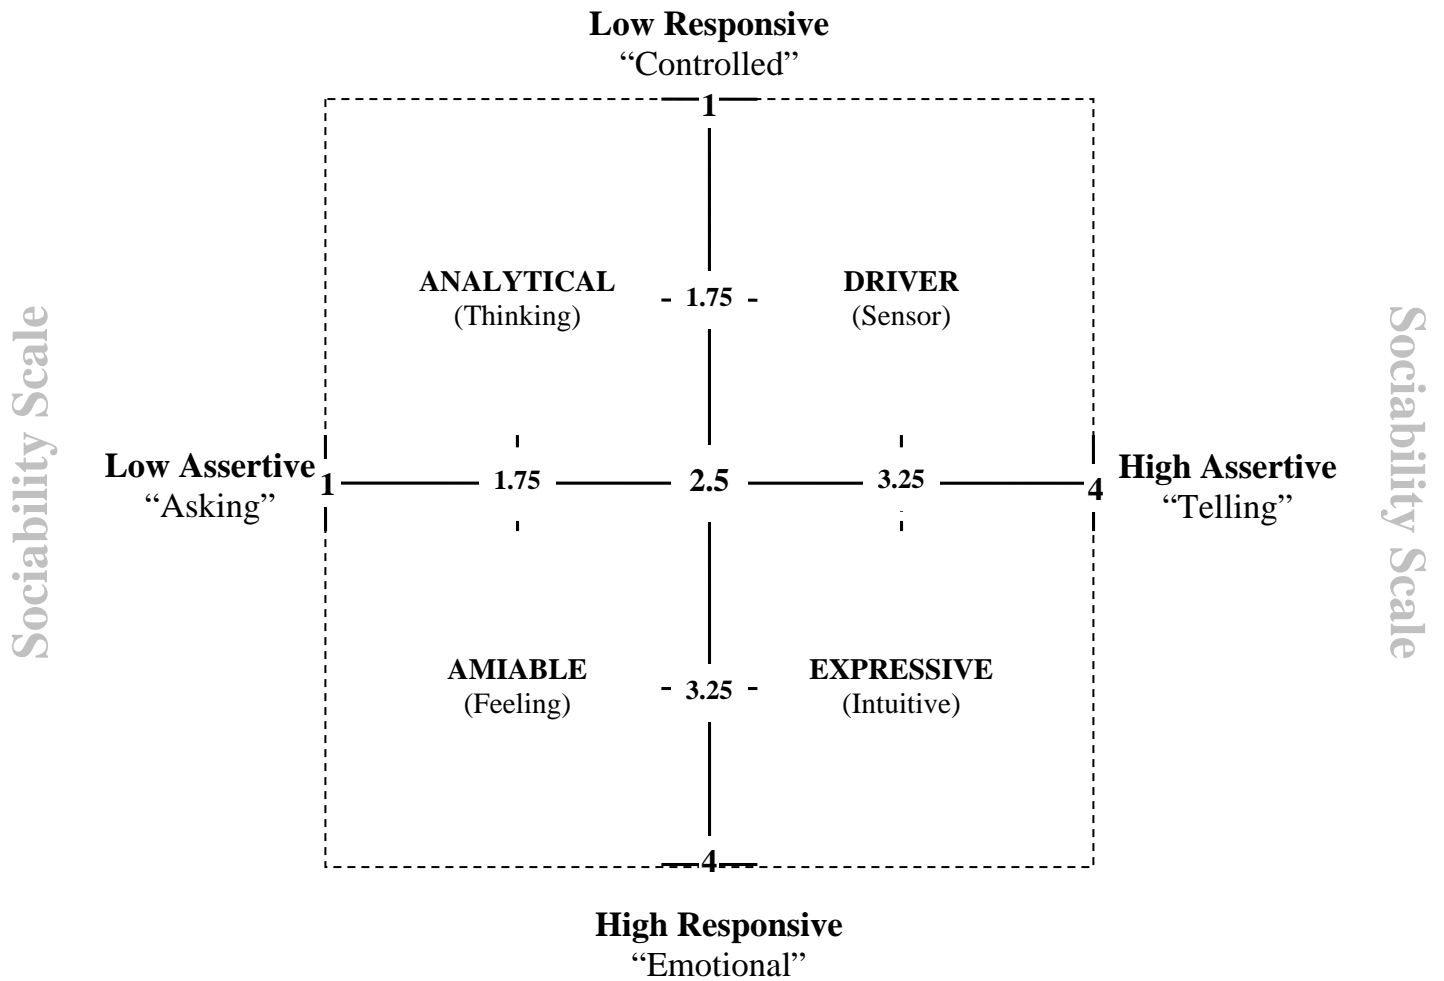 Low Responsive
“Controlled”
1
ANALYTICAL
(Thinking)
1.75
DRIVER
(Sensor)
Sociability Scale
Sociability Scale
Low Assertive
“Asking”
1
1.75
2.5
3.25
4
High Assertive
“Telling”
AMIABLE
(Feeling)
3.25
EXPRESSIVE
(Intuitive)
4
High Responsive
“Emotional”